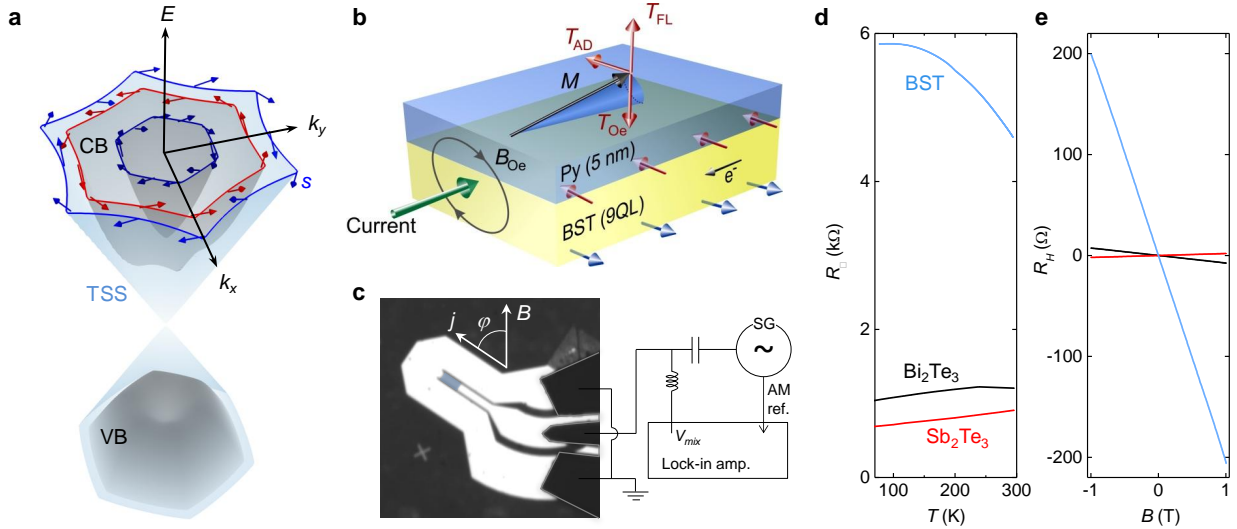 a
E
CB
k_y
s
k_x
TSS
VB
b
T_FL
T_AD
M
T_Oe
B_Oe
Py (5 nm)
e⁻
Current
BST (9QL)
c
j
φ
B
SG
~
AM
ref.
V_mix
Lock-in amp.
d
6
BST
4
R_□ (kΩ)
2
Bi₂Te₃
Sb₂Te₃
0
100 200 300
T (K)
e
200
100
R_H (Ω)
0
-100
-200
-1 0 1
B (T)